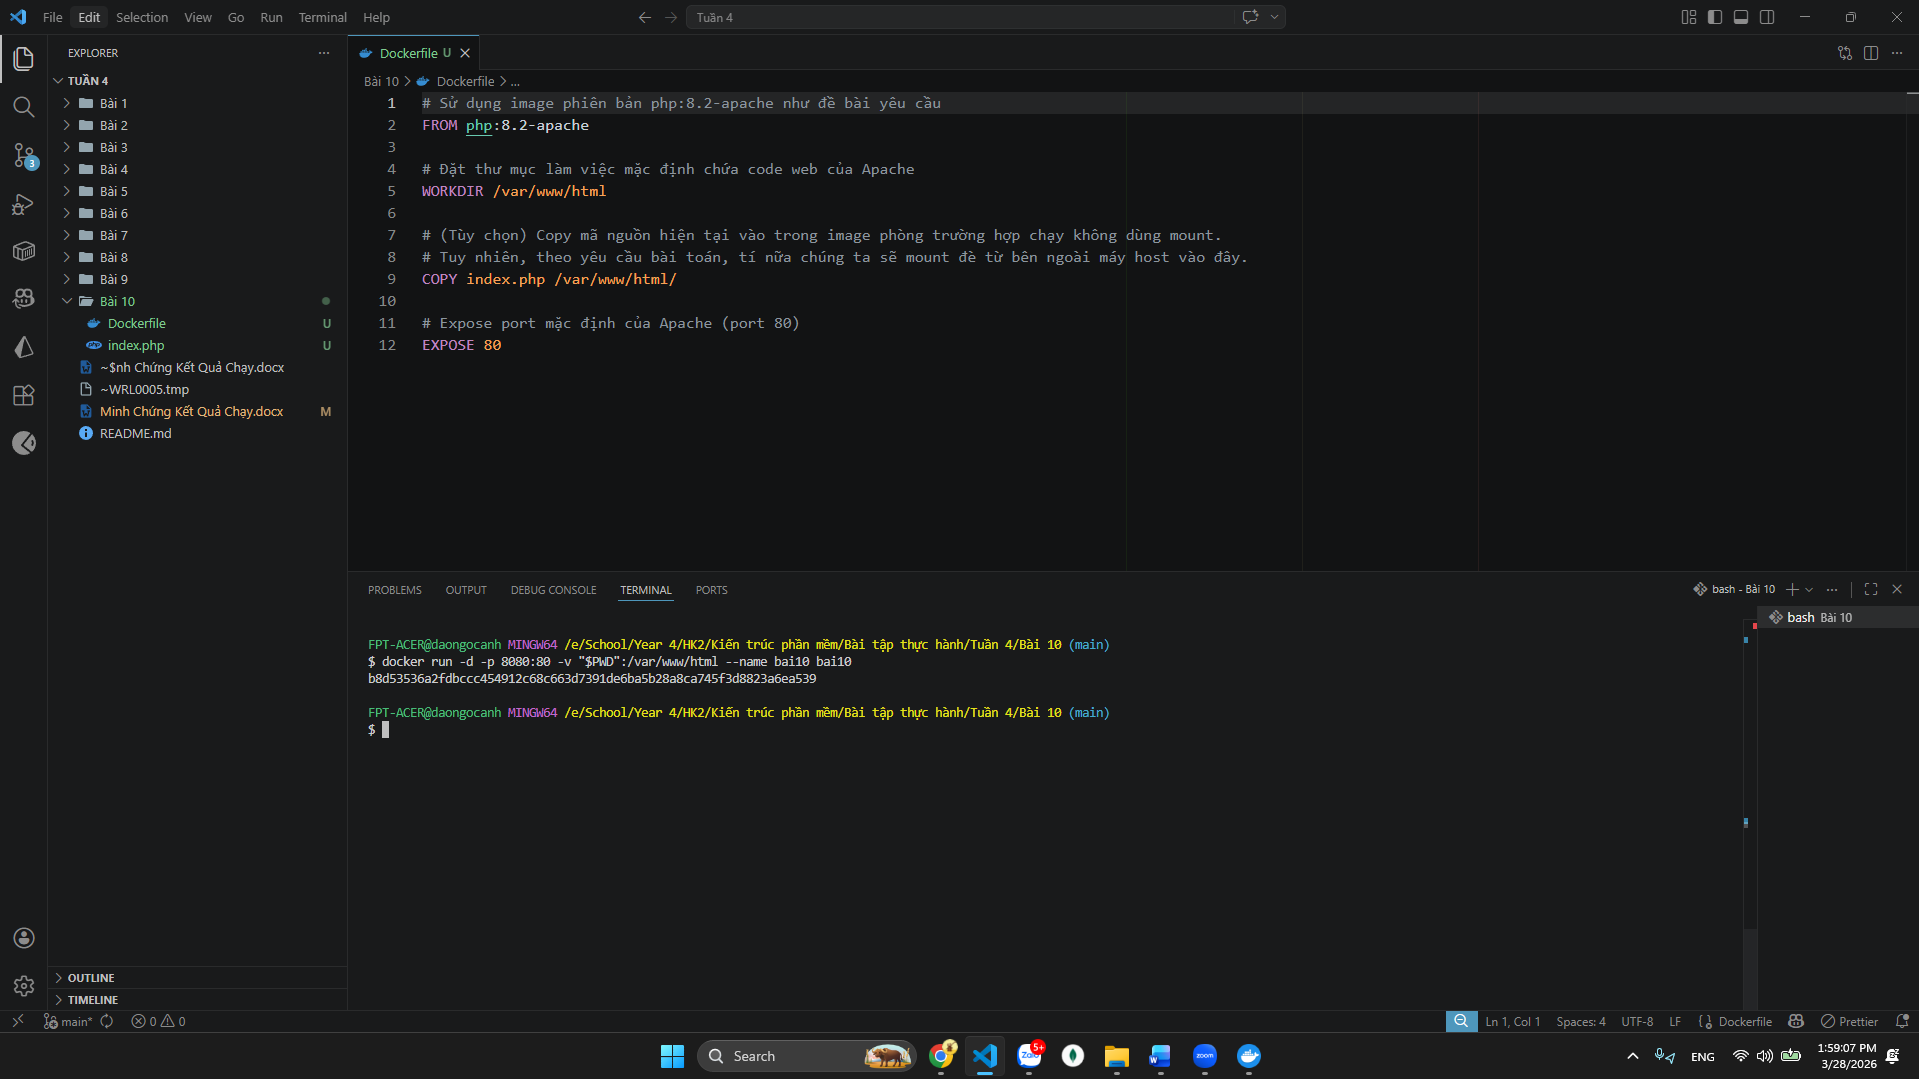 File Edit Selection View Go Run Terminal Help
Tuần 4
EXPLORER
TUẦN 4
Bài 1
Bài 2
Bài 3
Bài 4
Bài 5
Bài 6
Bài 7
Bài 8
Bài 9
Bài 10
Dockerfile U
index.php U
~$nh Chứng Kết Quả Chạy.docx
~WRL0005.tmp
Minh Chứng Kết Quả Chạy.docx M
README.md
OUTLINE
TIMELINE
3
Dockerfile U
Bài 10 > Dockerfile > ...
1 # Sử dụng image phiên bản php:8.2-apache như đề bài yêu cầu
2 FROM php:8.2-apache
3
4 # Đặt thư mục làm việc mặc định chứa code web của Apache
5 WORKDIR /var/www/html
6
7 # (Tùy chọn) Copy mã nguồn hiện tại vào trong image phòng trường hợp chạy không dùng mount.
8 # Tuy nhiên, theo yêu cầu bài toán, tí nữa chúng ta sẽ mount đè từ bên ngoài máy host vào đây.
9 COPY index.php /var/www/html/
10
11 # Expose port mặc định của Apache (port 80)
12 EXPOSE 80
PROBLEMS OUTPUT DEBUG CONSOLE TERMINAL PORTS
bash - Bài 10
bash Bài 10
FPT-ACER@daongocanh MINGW64 /e/School/Year 4/HK2/Kiến trúc phần mềm/Bài tập thực hành/Tuần 4/Bài 10 (main)
$ docker run -d -p 8080:80 -v "$PWD":/var/www/html --name bai10 bai10
b8d53536a2fdbccc454912c68c663d7391de6ba5b28a8ca745f3d8823a6ea539
FPT-ACER@daongocanh MINGW64 /e/School/Year 4/HK2/Kiến trúc phần mềm/Bài tập thực hành/Tuần 4/Bài 10 (main)
$
main* 0 0
Ln 1, Col 1 Spaces: 4 UTF-8 LF Dockerfile Prettier
Search
Zalo 5+
zoom
ENG
1:59:07 PM
3/28/2026